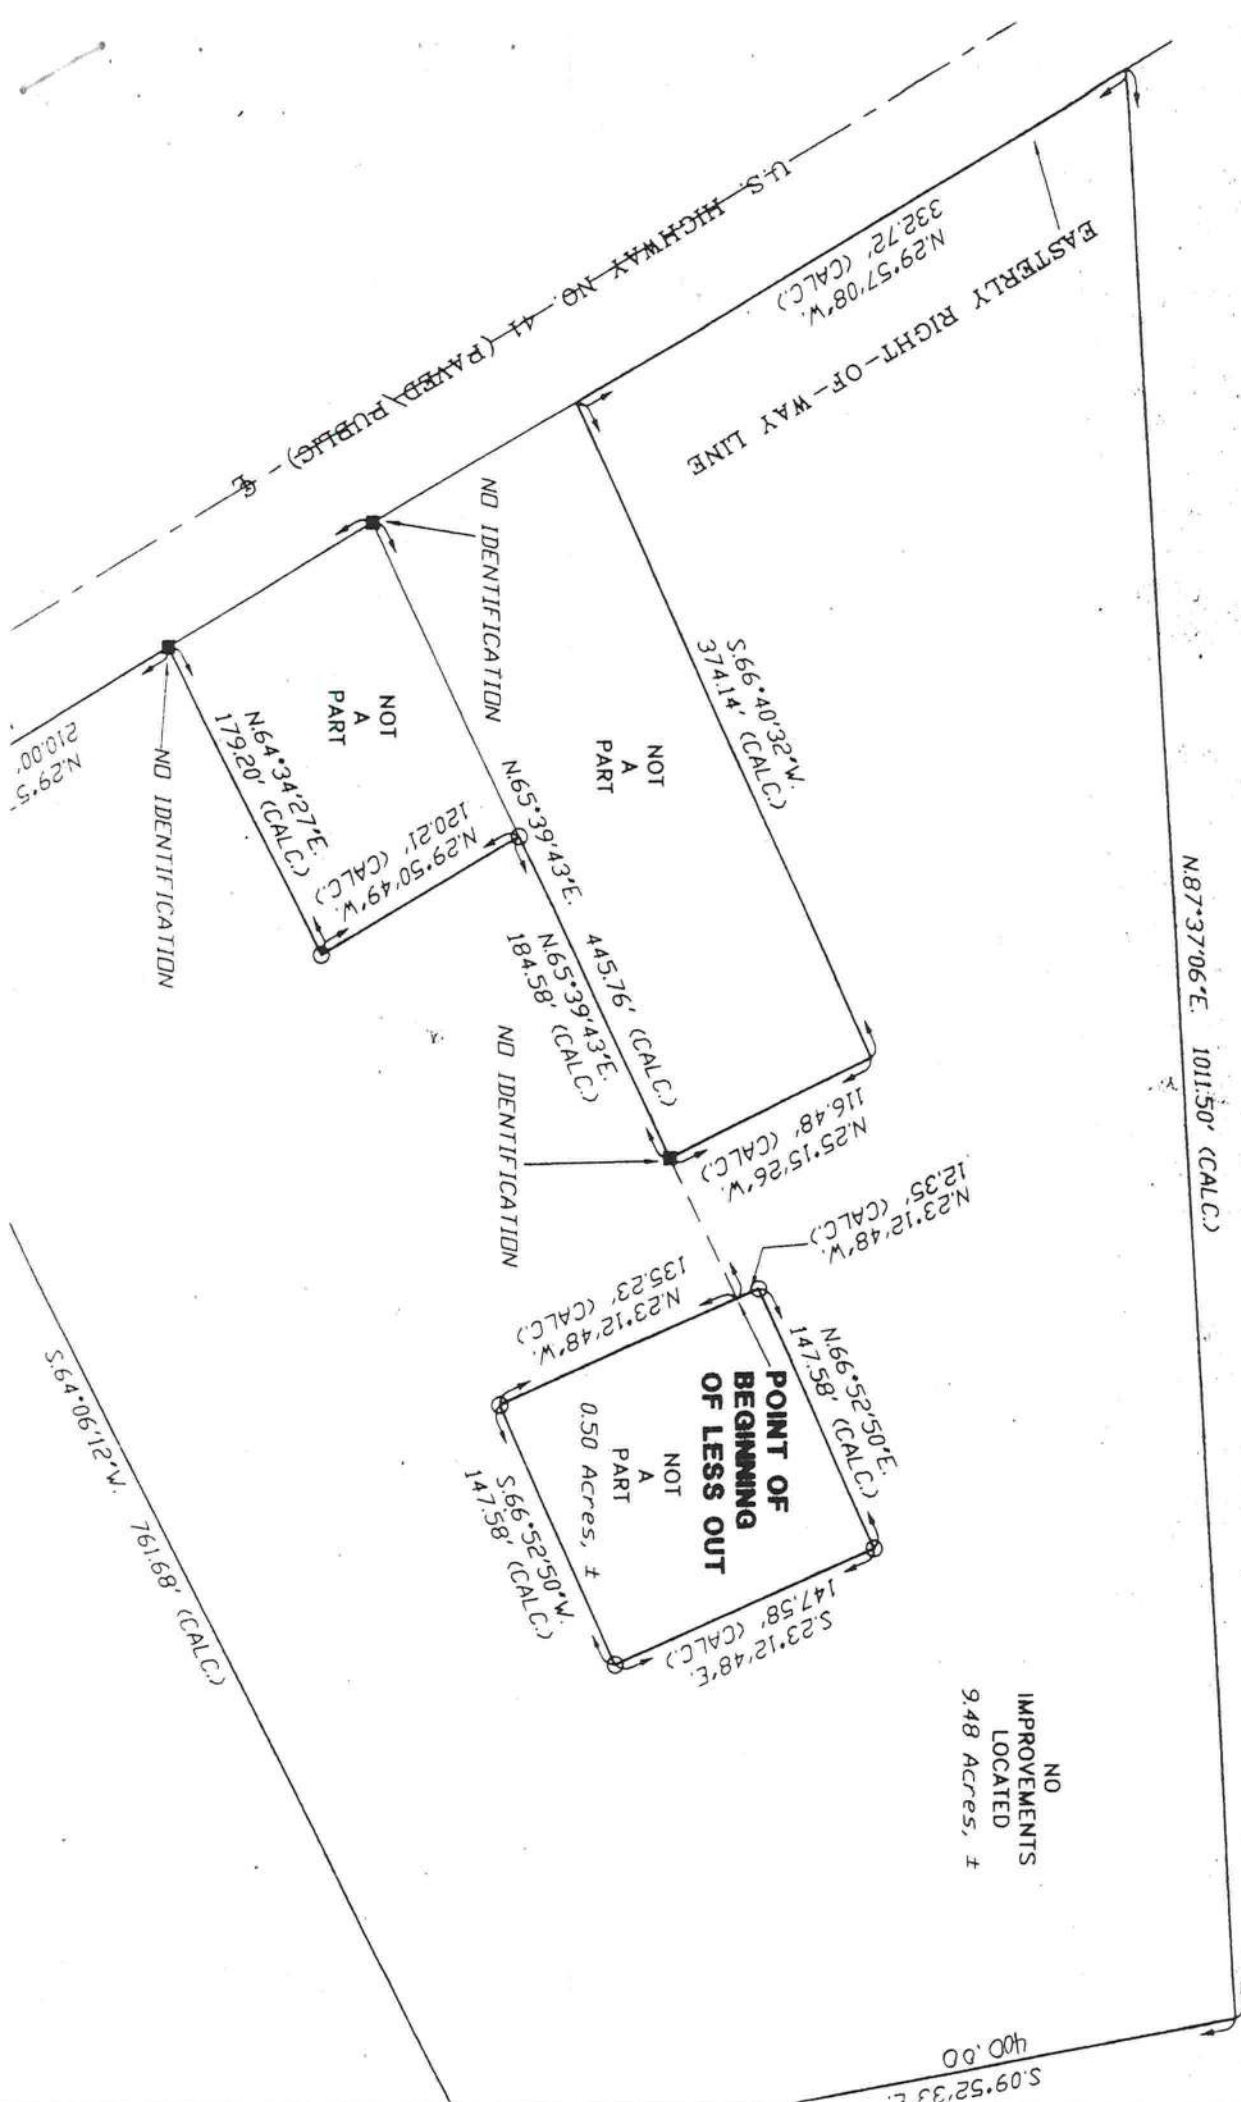 U.S. HIGHWAY NO. 41 (PAVED/PUBLIC) - ℄
EASTERLY RIGHT-OF-WAY LINE
N.29°57'08"W.
332.72' (CALC.)
N.87°37'06"E. 1011.50' (CALC.)
S.66°40'32"W.
374.14' (CALC.)
NOT
A
PART
NO IDENTIFICATION
NOT
A
PART
N.65°39'43"E. 445.76' (CALC.)
N.65°39'43"E.
184.58' (CALC.)
N.25°15'26"W.
116.48' (CALC.)
N.23°12'48"W.
12.35' (CALC.)
N.64°34'27"E.
179.20' (CALC.)
N.29°50'49"W.
120.21' (CALC.)
NO IDENTIFICATION
NO IDENTIFICATION
N.29°5
210.00'
N.66°52'50"E.
147.58' (CALC.)
POINT OF
BEGINNING
OF LESS OUT
NOT
A
PART
0.50 Acres, ±
N.23°12'48"W.
135.23' (CALC.)
S.66°52'50"W.
147.58' (CALC.)
S.23°12'48"E.
147.58' (CALC.)
NO
IMPROVEMENTS
LOCATED
9.48 Acres, ±
S.64°06'12"W. 761.68' (CALC.)
S.09°52'33"E.
400.00